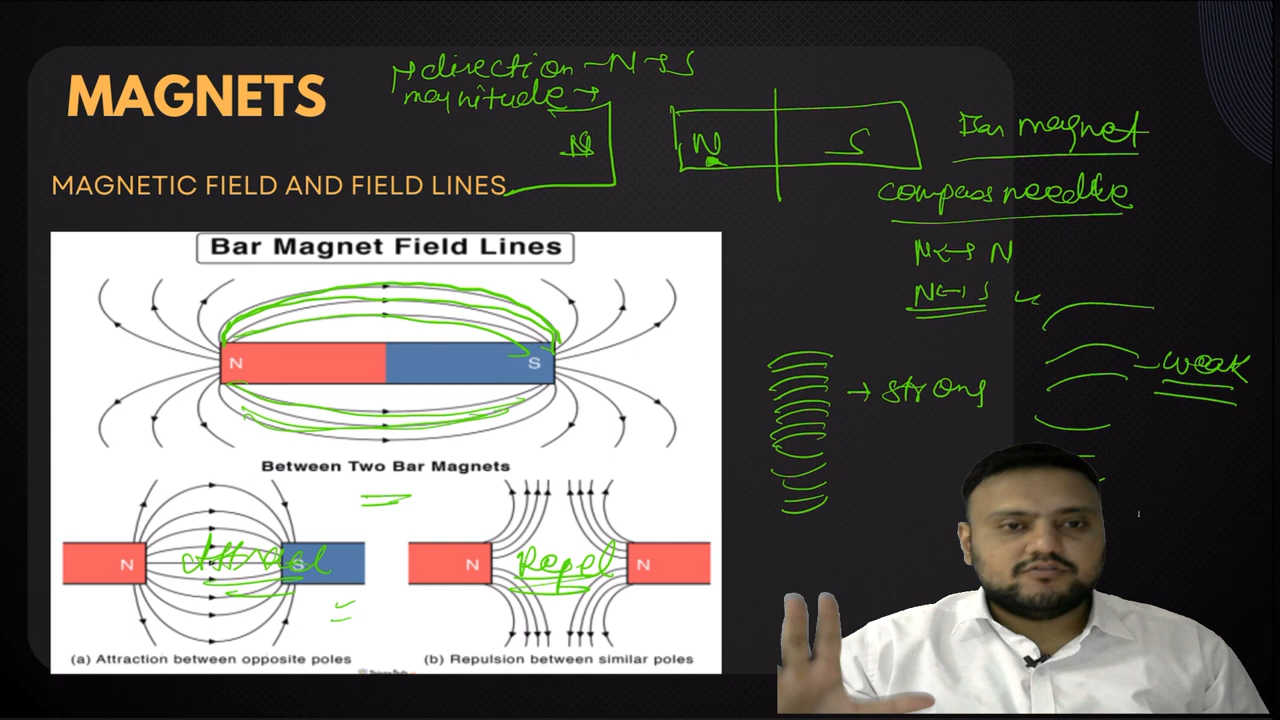 MAGNETS
direction - N→S
magnitude →
N
N S
Bar magnet
MAGNETIC FIELD AND FIELD LINES
compass needle
N↔N
N↔S
Bar Magnet Field Lines
N S
→ strong
weak
Between Two Bar Magnets
N Attract S
N Repel N
(a) Attraction between opposite poles
(b) Repulsion between similar poles